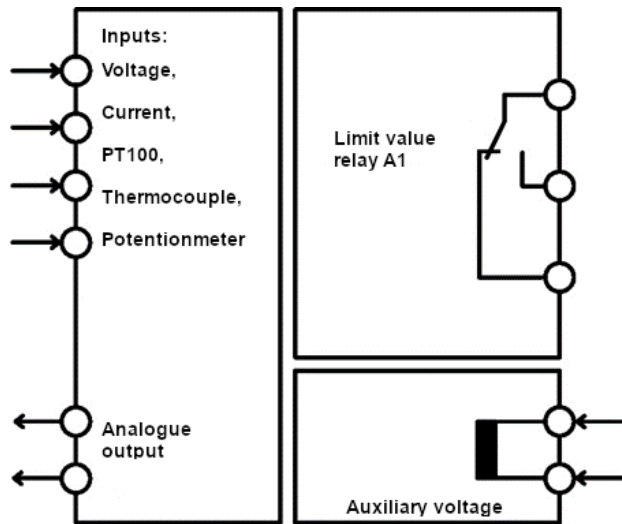 Inputs:
Voltage,
Current,
PT100,
Thermocouple,
Potentionmeter
Analogue
output
Limit value
relay A1
Auxiliary voltage